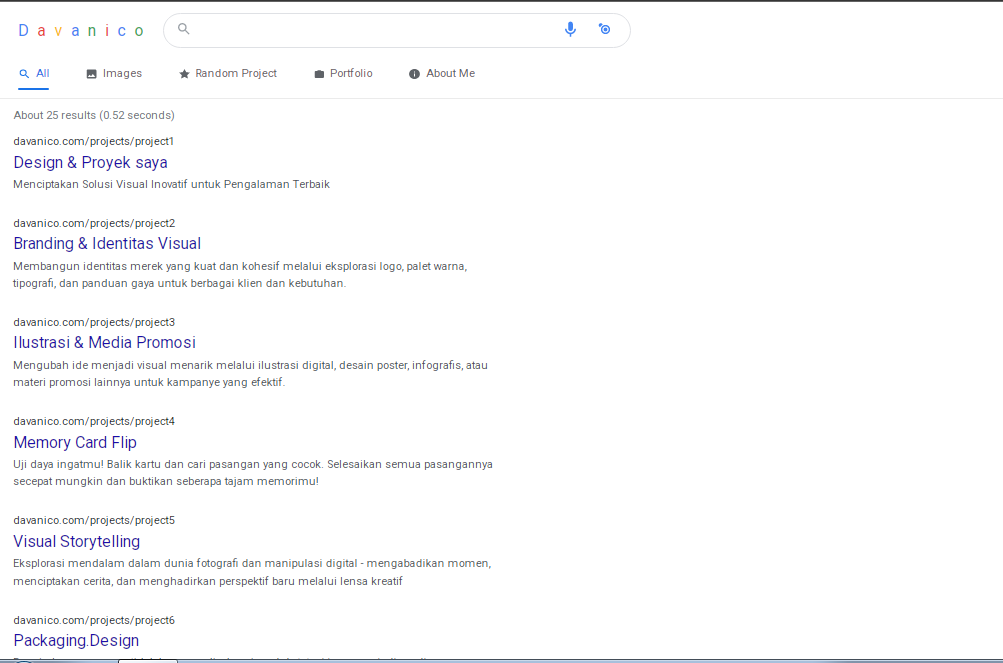 Davanico
All Images Random Project Portfolio About Me
About 25 results (0.52 seconds)
davanico.com/projects/project1
Design & Proyek saya
Menciptakan Solusi Visual Inovatif untuk Pengalaman Terbaik
davanico.com/projects/project2
Branding & Identitas Visual
Membangun identitas merek yang kuat dan kohesif melalui eksplorasi logo, palet warna,
tipografi, dan panduan gaya untuk berbagai klien dan kebutuhan.
davanico.com/projects/project3
Ilustrasi & Media Promosi
Mengubah ide menjadi visual menarik melalui ilustrasi digital, desain poster, infografis, atau
materi promosi lainnya untuk kampanye yang efektif.
davanico.com/projects/project4
Memory Card Flip
Uji daya ingatmu! Balik kartu dan cari pasangan yang cocok. Selesaikan semua pasangannya
secepat mungkin dan buktikan seberapa tajam memorimu!
davanico.com/projects/project5
Visual Storytelling
Eksplorasi mendalam dalam dunia fotografi dan manipulasi digital - mengabadikan momen,
menciptakan cerita, dan menghadirkan perspektif baru melalui lensa kreatif
davanico.com/projects/project6
Packaging.Design